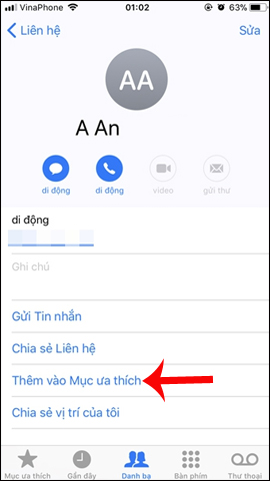 VinaPhone 01:02 63%
Liên hệ Sửa
AA
A An
di động di động video gửi thư
di động
Ghi chú
Gửi Tin nhắn
Chia sẻ Liên hệ
Thêm vào Mục ưa thích
Chia sẻ vị trí của tôi
Mục ưa thích Gần đây Danh bạ Bàn phím Thư thoại